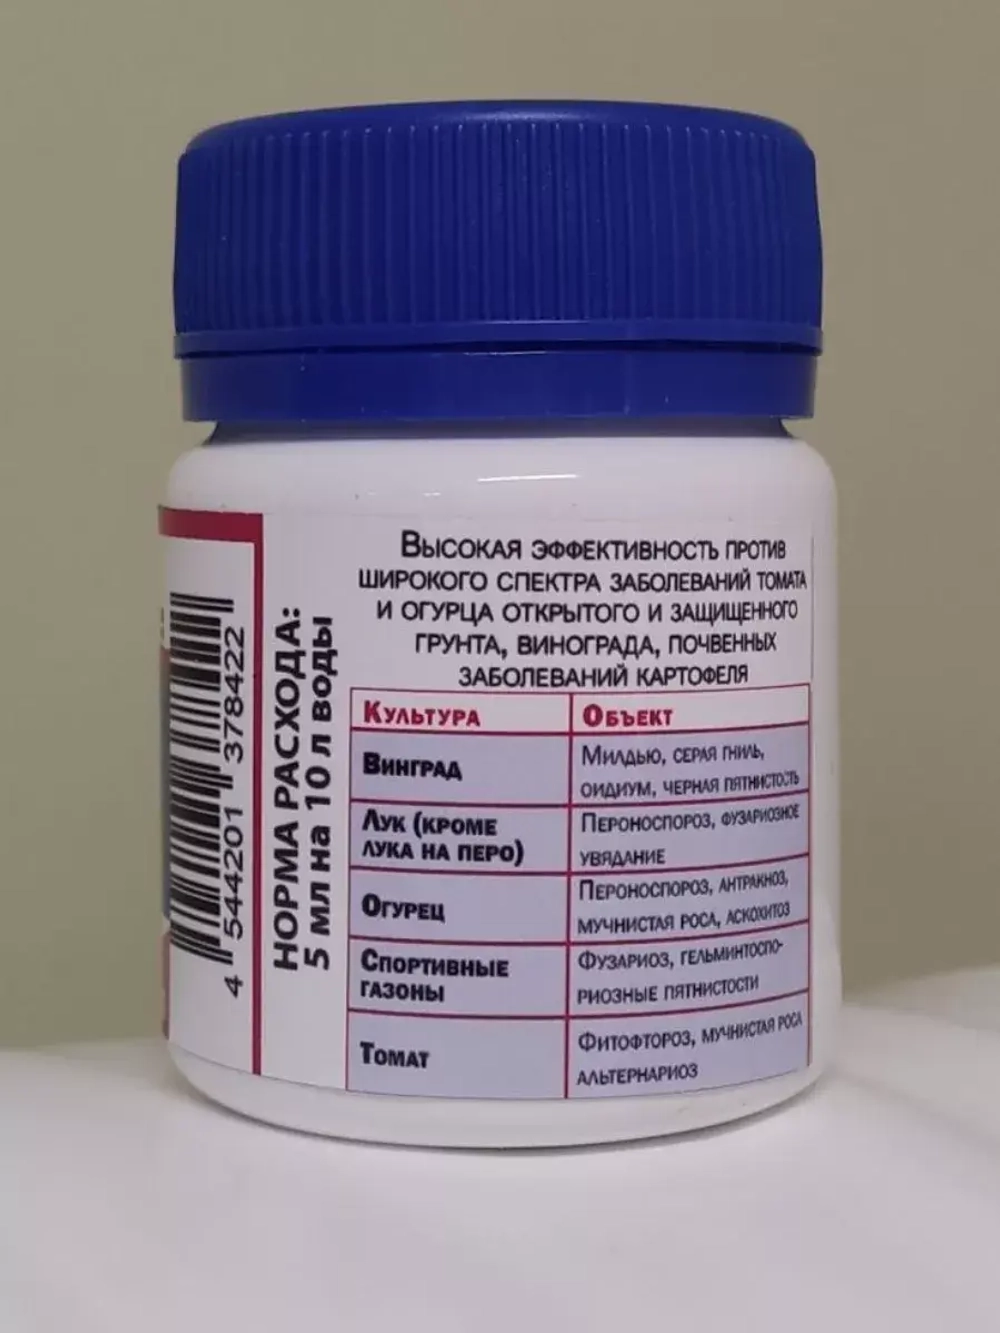 4 544201 378422
НОРМА РАСХОДА:
5 мл на 10 л воды
Высокая эффективность против
широкого спектра заболеваний томата
и огурца открытого и защищенного
грунта, винограда, почвенных
заболеваний картофеля
Культура Объект
Винград Милдью, серая гниль,
оидиум, черная пятнистость
Лук (кроме Пероноспороз, фузариозное
лука на перо) увядание
Огурец Пероноспороз, антракноз,
мучнистая роса, аскохитоз
Спортивные Фузариоз, гельминтоспо-
газоны риозные пятнистости
Томат Фитофтороз, мучнистая роса
альтернариоз